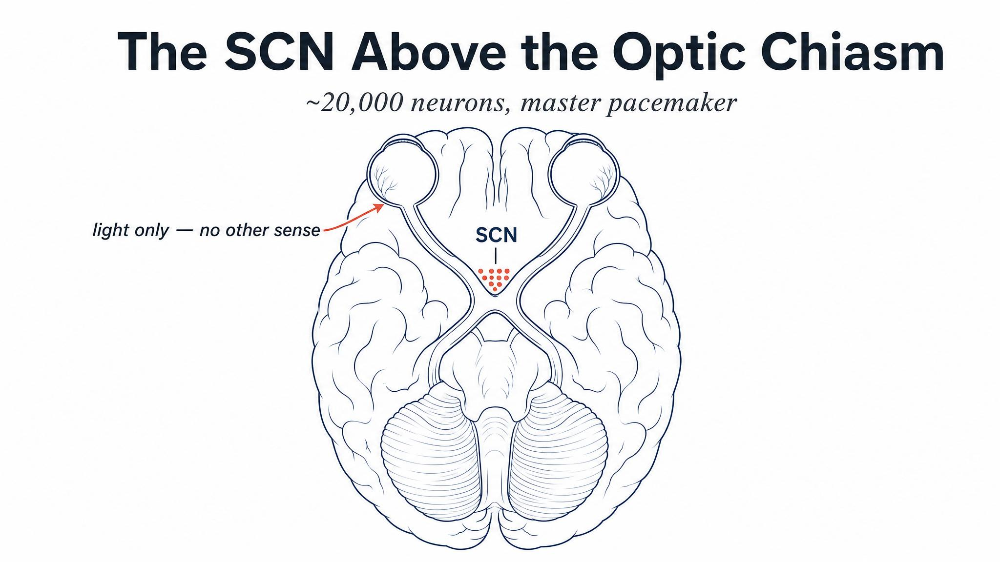 The SCN Above the Optic Chiasm
~20,000 neurons, master pacemaker
light only — no other sense
SCN